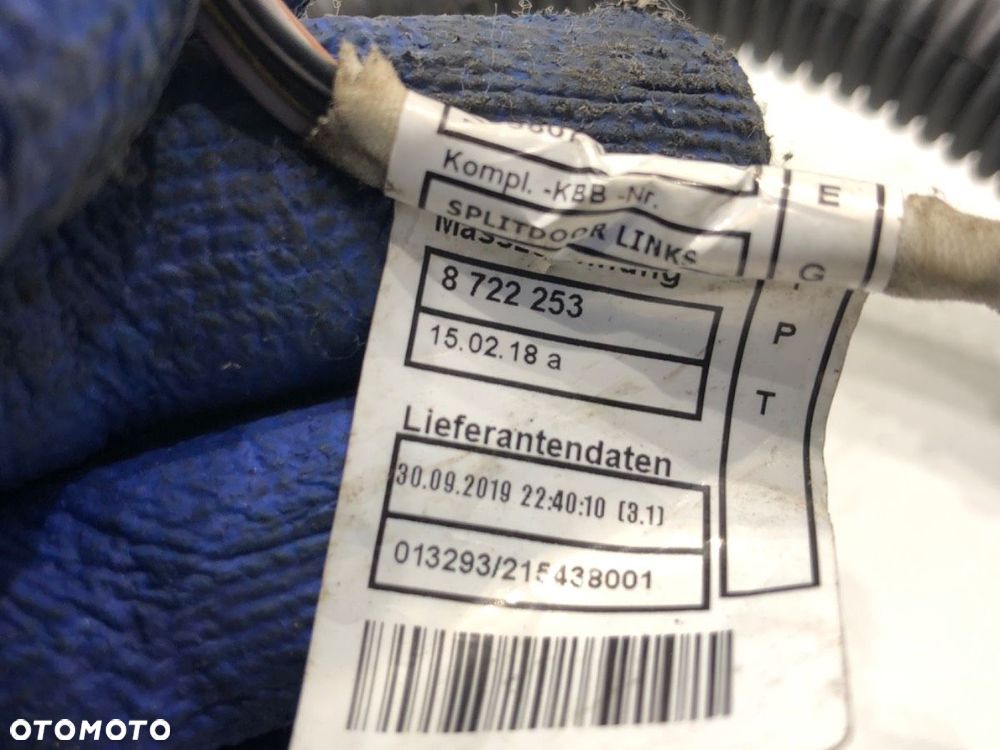 Kompl. -KBB -Nr.
SPLITDOOR LINKS
8 722 253
15.02.18 a
Lieferantendaten
30.09.2019 22:40:10 (3.1)
013293/215438001
E
G
P
T
OTOMOTO